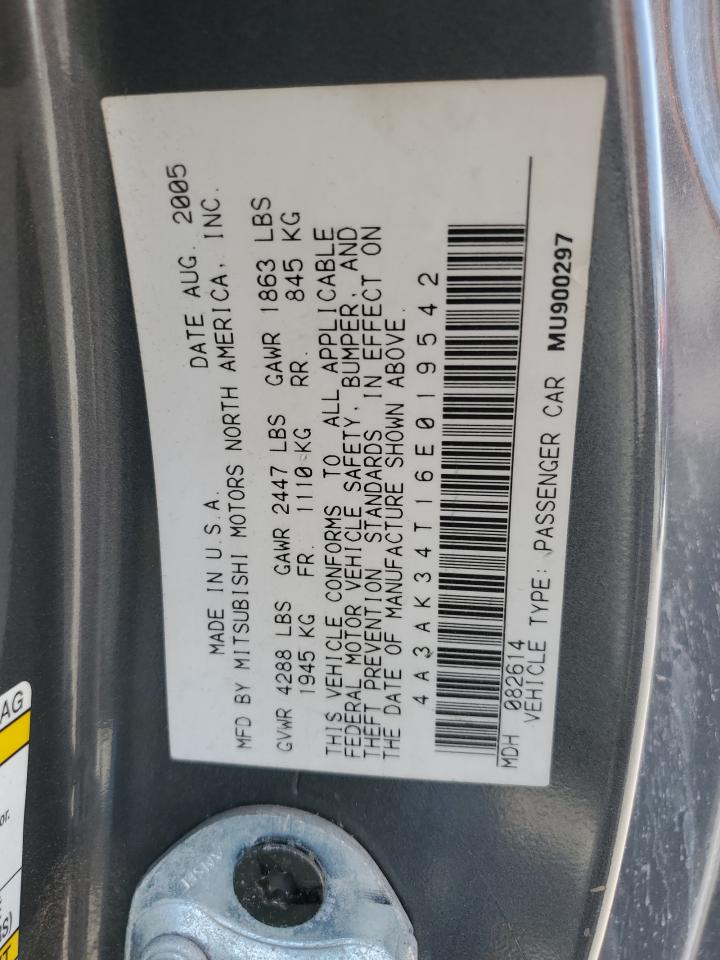 MADE IN U.S.A. DATE AUG. 2005
MFD BY MITSUBISHI MOTORS NORTH AMERICA, INC.
GVWR 4288 LBS GAWR 2447 LBS GAWR 1863 LBS
1945 KG FR. 1110 KG RR. 845 KG
THIS VEHICLE CONFORMS TO ALL APPLICABLE
FEDERAL MOTOR VEHICLE SAFETY, BUMPER, AND
THEFT PREVENTION STANDARDS IN EFFECT ON
THE DATE OF MANUFACTURE SHOWN ABOVE.
4A3AK34T16E019542
MDH 082614
VEHICLE TYPE: PASSENGER CAR MU900297
AG
or.